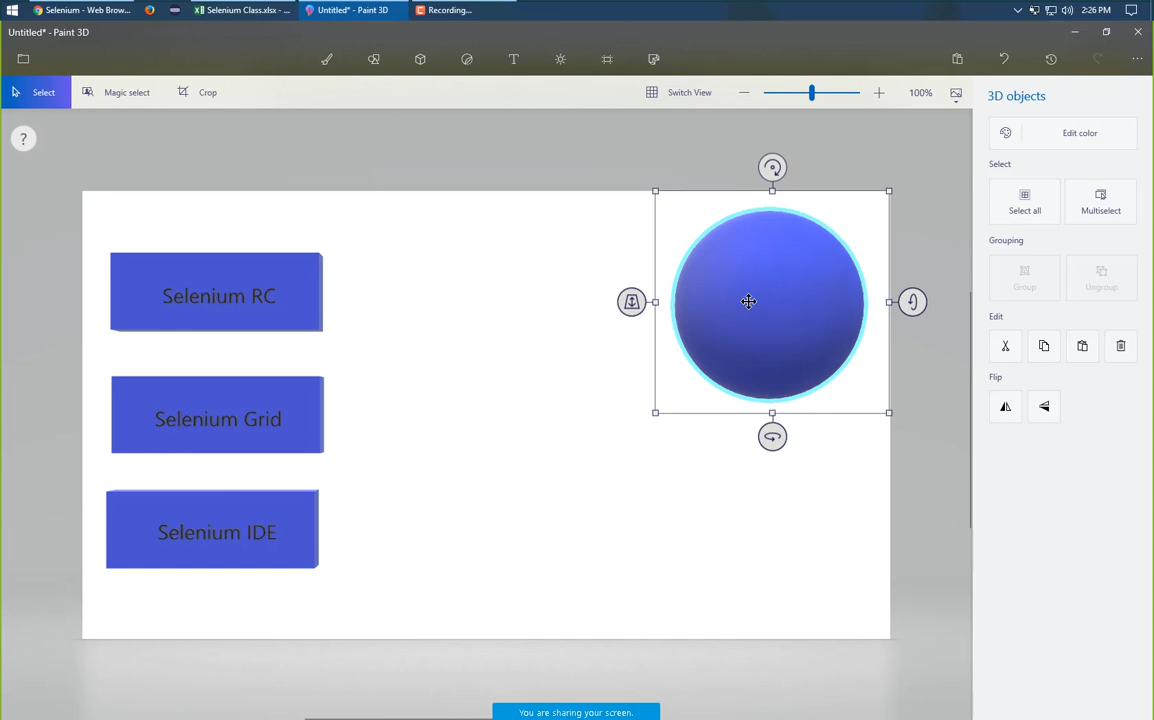 Selenium - Web Brow...
Selenium Class.xlsx - ...
Untitled* - Paint 3D
Recording...
2:26 PM
Untitled* - Paint 3D
Select
Magic select
Crop
Switch View
100%
3D objects
?
Edit color
Select
Select all
Multiselect
Grouping
Group
Ungroup
Edit
Flip
Selenium RC
Selenium Grid
Selenium IDE
You are sharing your screen.